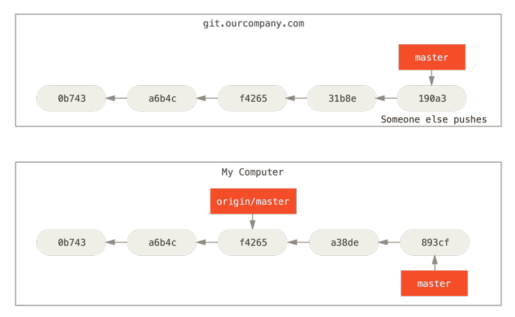 git.ourcompany.com
master
0b743 a6b4c f4265 31b8e 190a3
Someone else pushes
My Computer
origin/master
0b743 a6b4c f4265 a38de 893cf
master